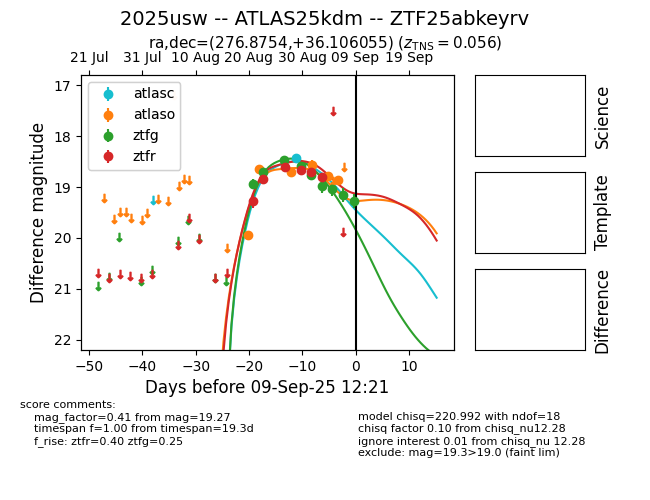 2025usw -- ATLAS25kdm -- ZTF25abkeyrv
ra,dec=(276.8754,+36.106055) (z_TNS = 0.056)
21 Jul 31 Jul 10 Aug 20 Aug 30 Aug 09 Sep 19 Sep
17
18
19
20
21
22
Difference magnitude
atlasc
atlaso
ztfg
ztfr
−50 −40 −30 −20 −10 0 10
Days before 09-Sep-25 12:21
Science
Template
Difference
score comments:
mag_factor=0.41 from mag=19.27
timespan f=1.00 from timespan=19.3d
f_rise: ztfr=0.40 ztfg=0.25
model chisq=220.992 with ndof=18
chisq factor 0.10 from chisq_nu12.28
ignore interest 0.01 from chisq_nu 12.28
exclude: mag=19.3>19.0 (faint lim)